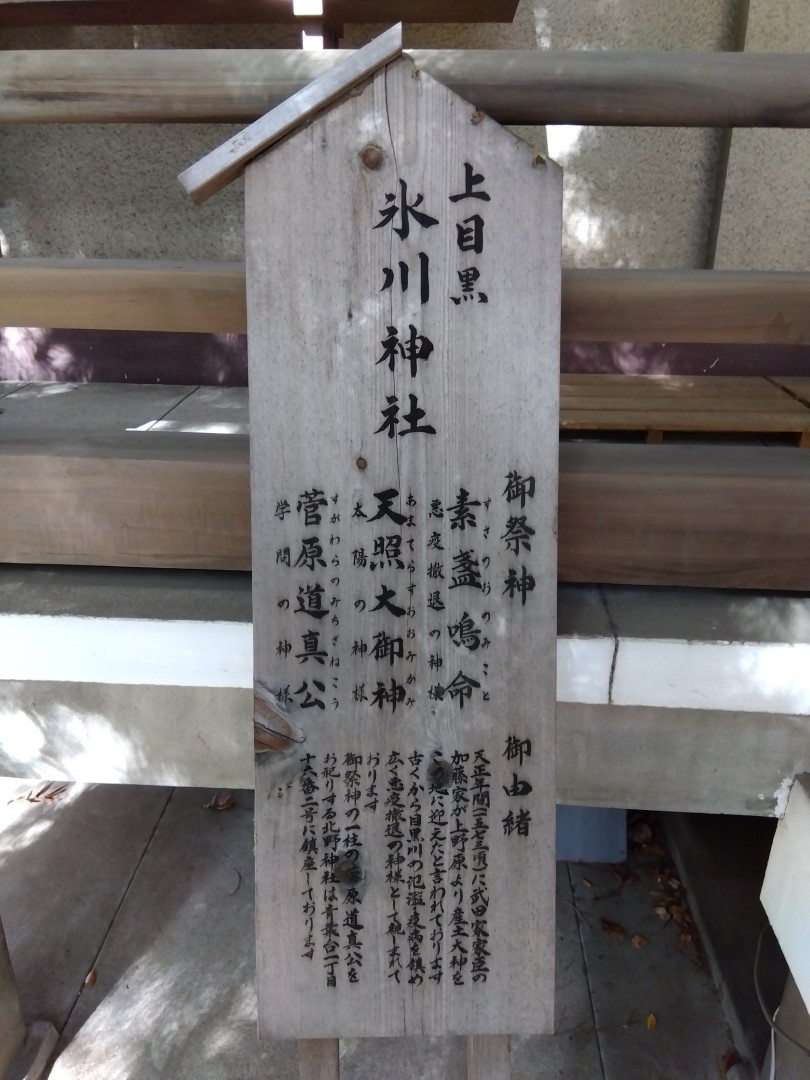 上目黒
氷川神社
御祭神
すさのおのみこと
素盞鳴命
悪疫撤退の神様
あまてらすおおみかみ
天照大御神
太陽の神様
すがわらのみちざねこう
菅原道真公
学問の神様
御由緒
天正年間(一五七三頃)に武田家家臣の
加藤家が上野原より産土大神を
この地に迎えたと言われております
古くから目黒川の氾濫・疫病を鎮め
広く悪疫撤退の神様として親しまれて
おります
御祭神の一柱の菅原道真公を
お祀りする北野神社は青葉台一丁目
十六番二号に鎮座しております